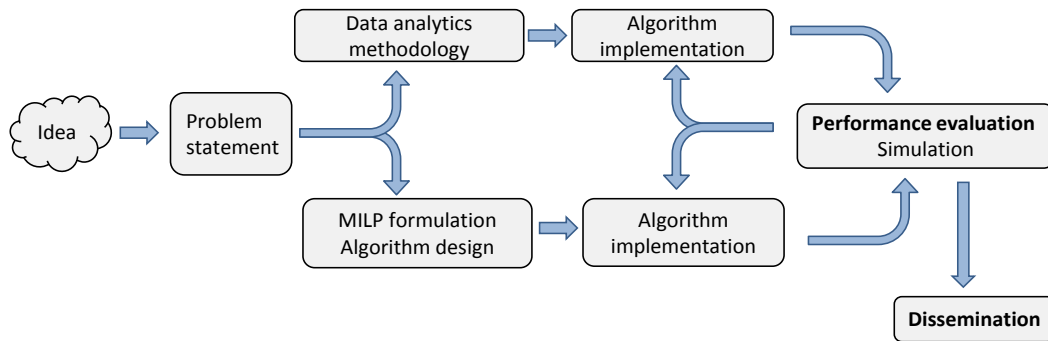 Idea
Problem
statement
Data analytics
methodology
Algorithm
implementation
MILP formulation
Algorithm design
Algorithm
implementation
Performance evaluation
Simulation
Dissemination